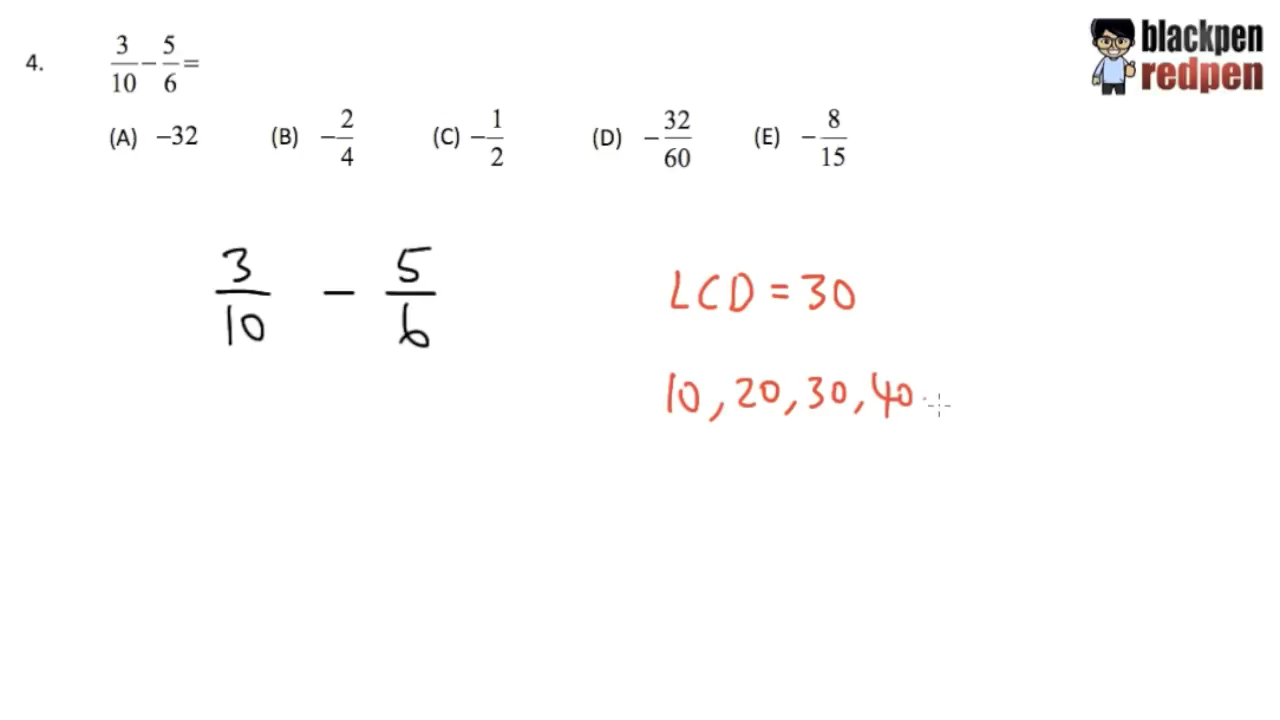 blackpen
redpen
4. 3/10 − 5/6 =
(A) −32 (B) −2/4 (C) −1/2 (D) −32/60 (E) −8/15
3/10 − 5/6
LCD = 30
10, 20, 30, 40